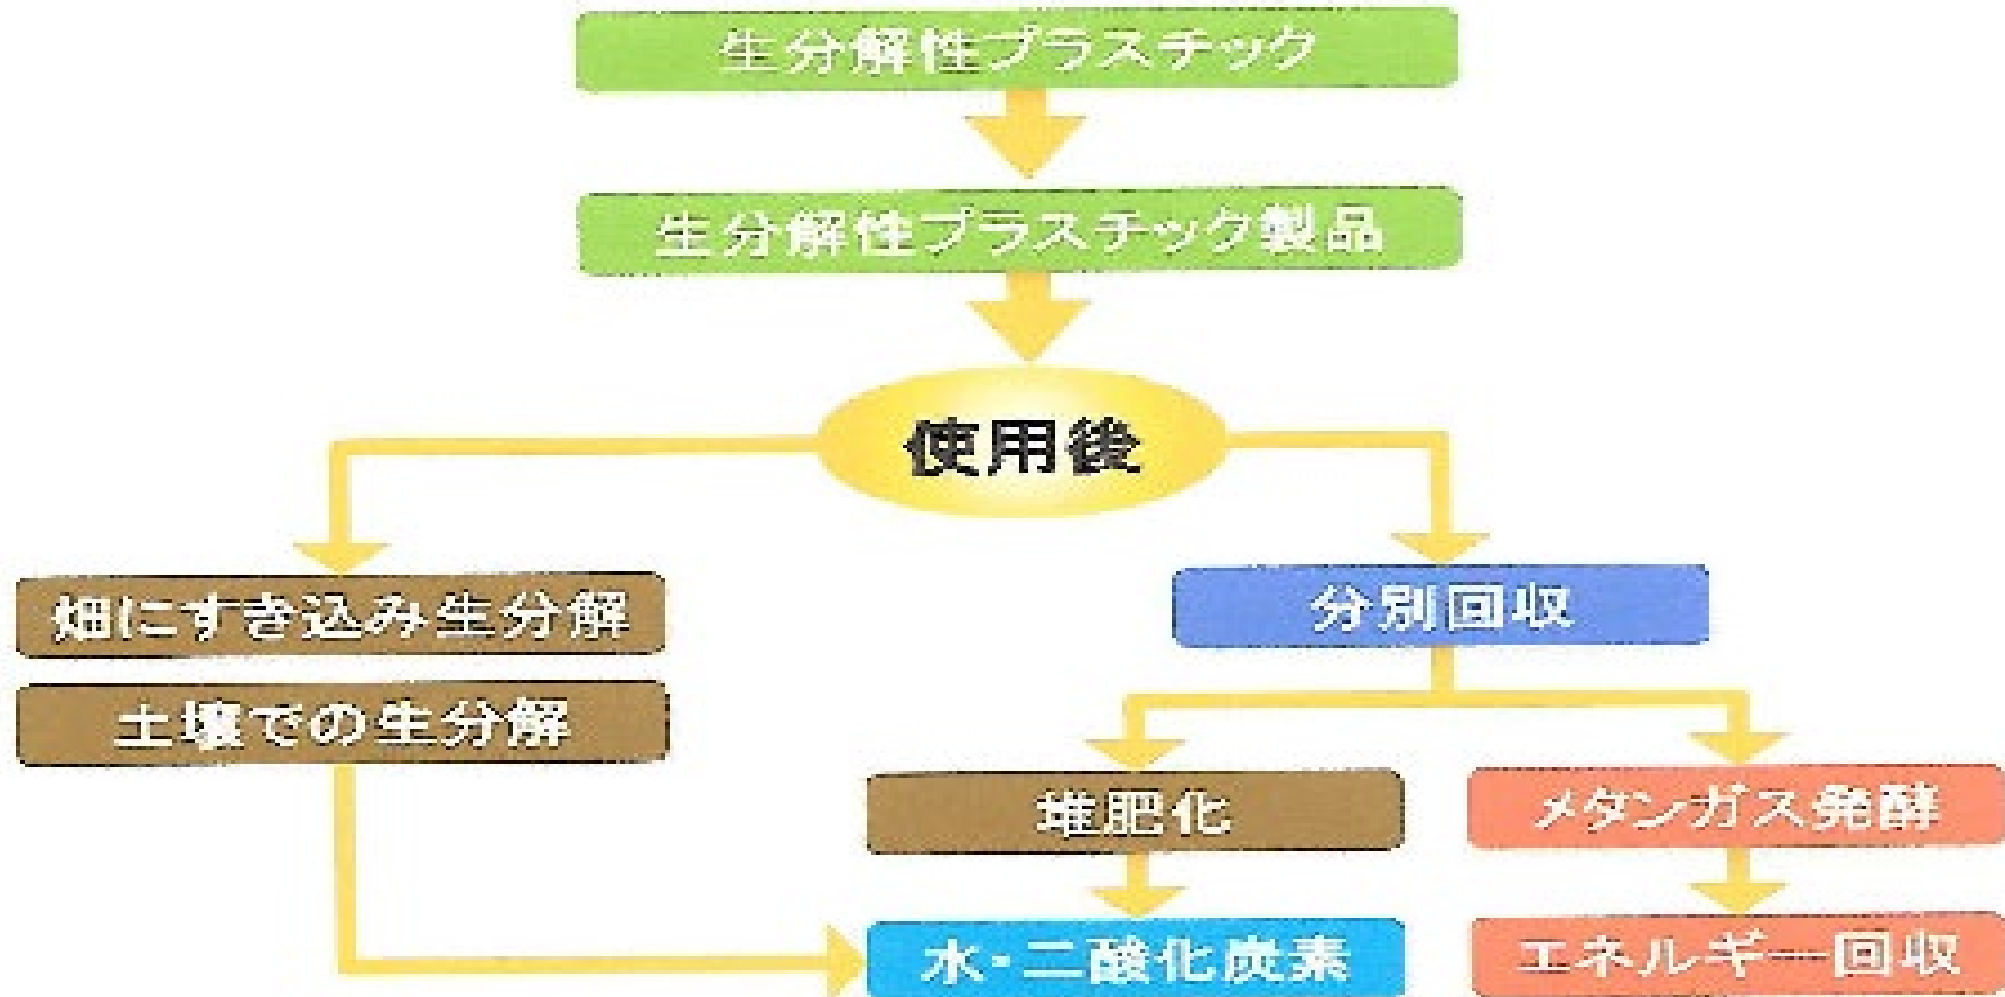 生分解性プラスチック
生分解性プラスチック製品
使用後
畑にすき込み生分解
土壌での生分解
分別回収
堆肥化
メタンガス発酵
水・二酸化炭素
エネルギー回収